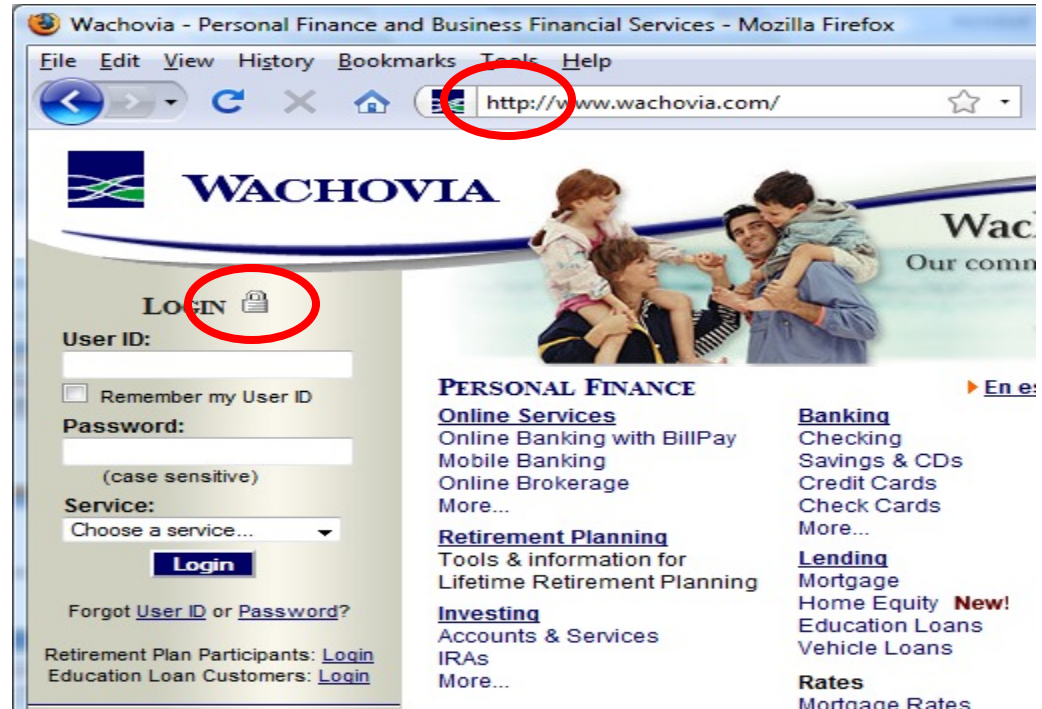 Wachovia - Personal Finance and Business Financial Services - Mozilla Firefox
File Edit View History Bookmarks Tools Help
http://www.wachovia.com/
WACHOVIA
Our
LOGIN
User ID:
Remember my User ID
Password:
(case sensitive)
Service:
Choose a service...
Login
Forgot User ID or Password?
Retirement Plan Participants: Login
Education Loan Customers: Login
PERSONAL FINANCE
En
Online Services
Online Banking with BillPay
Mobile Banking
Online Brokerage
More...
Retirement Planning
Tools & information for
Lifetime Retirement Planning
Investing
Accounts & Services
IRAs
More...
Banking
Checking
Savings & CDs
Credit Cards
Check Cards
More...
Lending
Mortgage
Home Equity New!
Education Loans
Vehicle Loans
Rates
Mortgage Rates